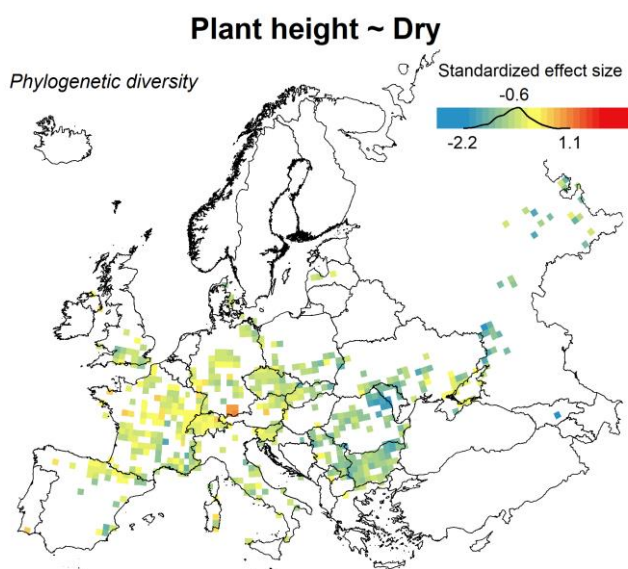 Plant height ~ Dry
Phylogenetic diversity
Standardized effect size
-0.6
-2.2 1.1